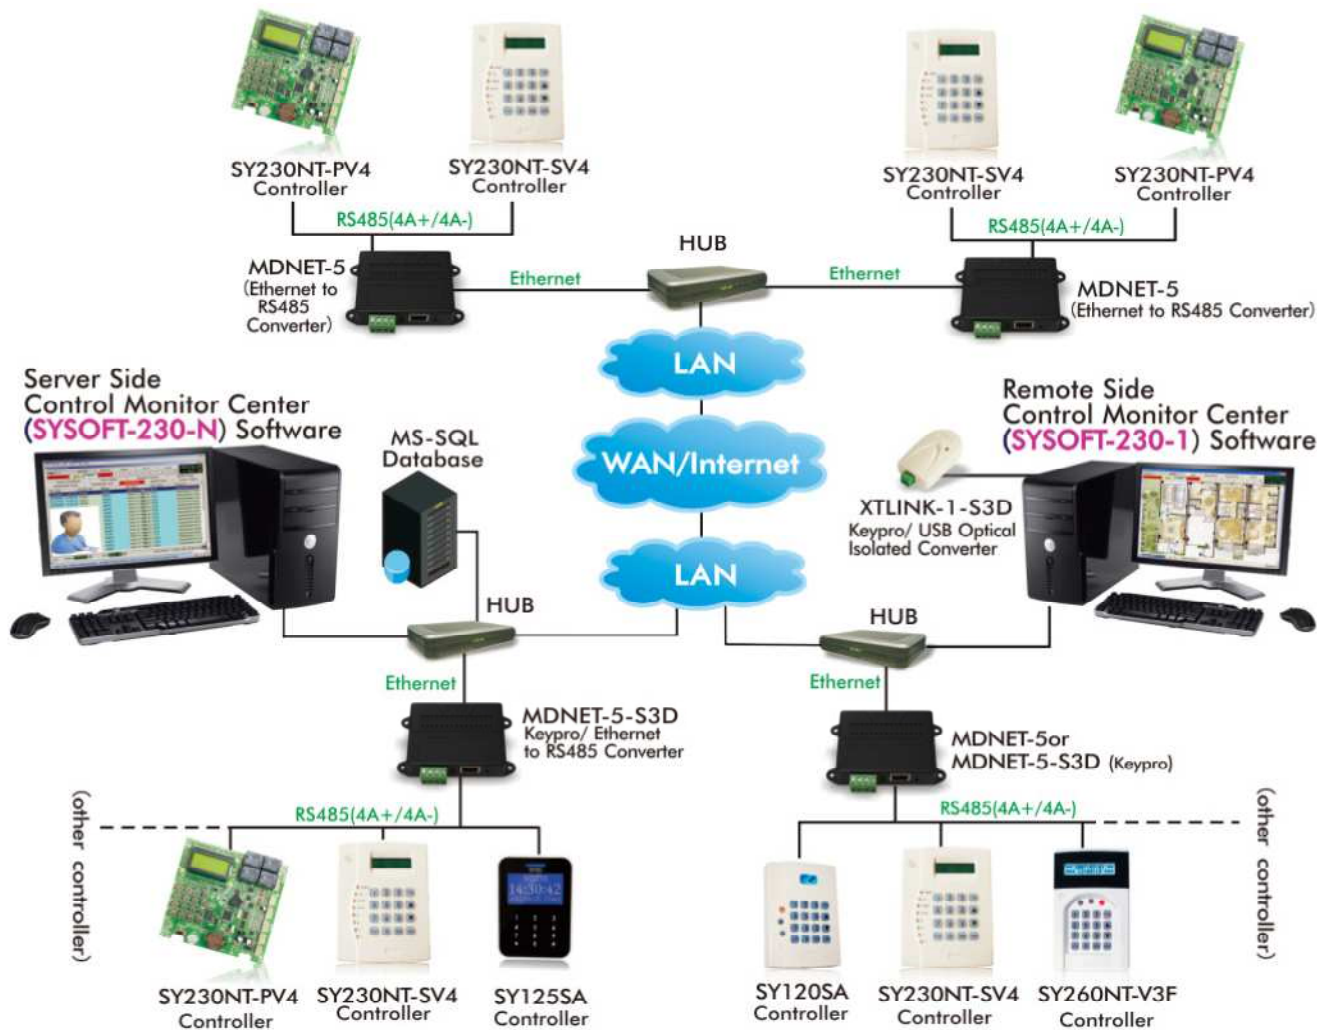 SY230NT-PV4
Controller
SY230NT-SV4
Controller
SY230NT-SV4
Controller
SY230NT-PV4
Controller
RS485(4A+/4A-)
RS485(4A+/4A-)
HUB
MDNET-5
(Ethernet to
RS485
Converter)
Ethernet
Ethernet
MDNET-5
(Ethernet to RS485 Converter)
LAN
Server Side
Control Monitor Center
(SYSOFT-230-N) Software
MS-SQL
Database
WAN/Internet
Remote Side
Control Monitor Center
(SYSOFT-230-1) Software
XTLINK-1-S3D
Keypro/ USB Optical
Isolated Converter
LAN
HUB
HUB
Ethernet
Ethernet
MDNET-5-S3D
Keypro/ Ethernet
to RS485 Converter
MDNET-5or
MDNET-5-S3D (Keypro)
(other controller)
RS485(4A+/4A-)
RS485(4A+/4A-)
(other controller)
14:30:42
SY230NT-PV4
Controller
SY230NT-SV4
Controller
SY125SA
Controller
SY120SA
Controller
SY230NT-SV4
Controller
SY260NT-V3F
Controller